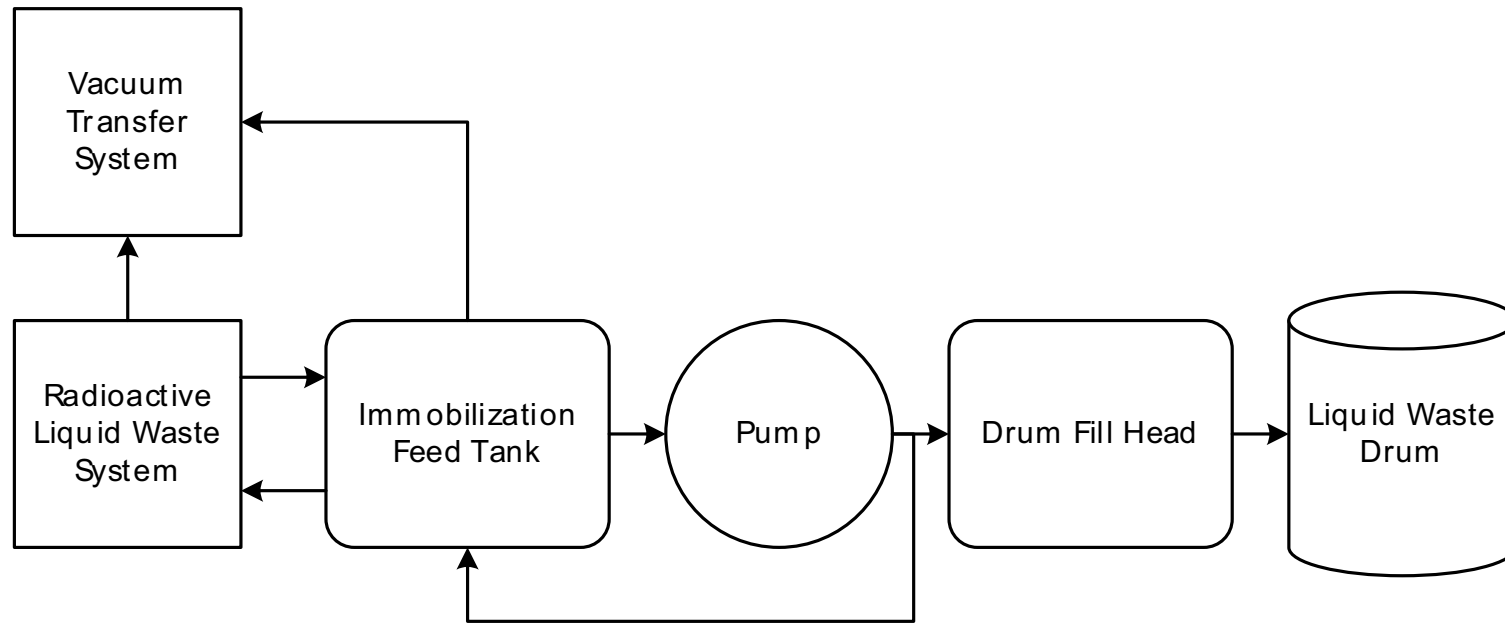 Vacuum
Transfer
System
Radioactive
Liquid Waste
System
Immobilization
Feed Tank
Pump
Drum Fill Head
Liquid Waste
Drum